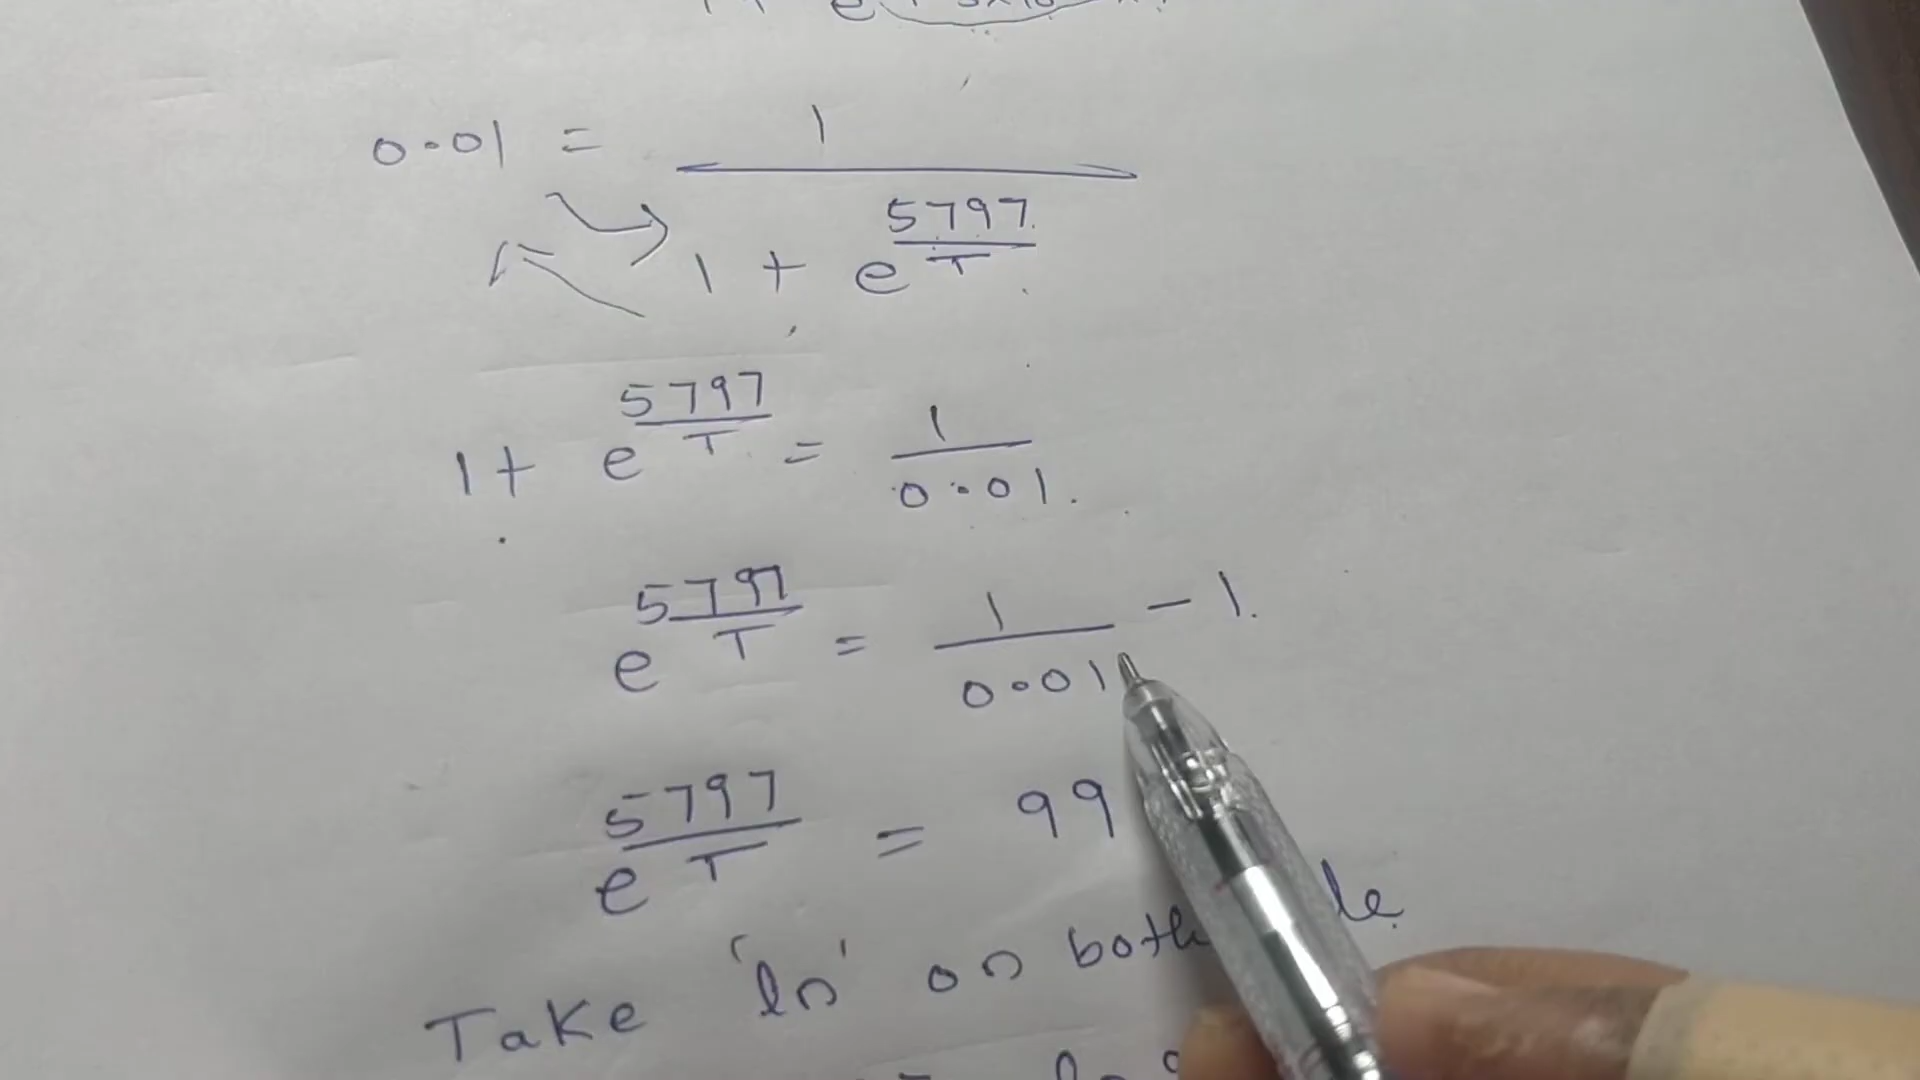 0.01 = 1 / 1 + e^(5797/T)
1 + e^(5797/T) = 1/0.01
e^(5797/T) = 1/0.01 - 1
e^(5797/T) = 99
Take 'ln' on both